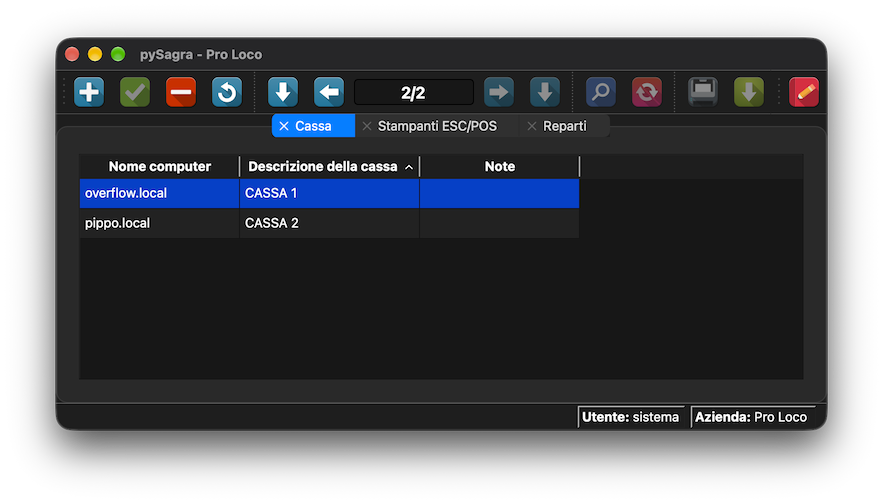 pySagra - Pro Loco
2/2
Cassa Stampanti ESC/POS Reparti
Nome computer Descrizione della cassa Note
overflow.local CASSA 1
pippo.local CASSA 2
Utente: sistema Azienda: Pro Loco